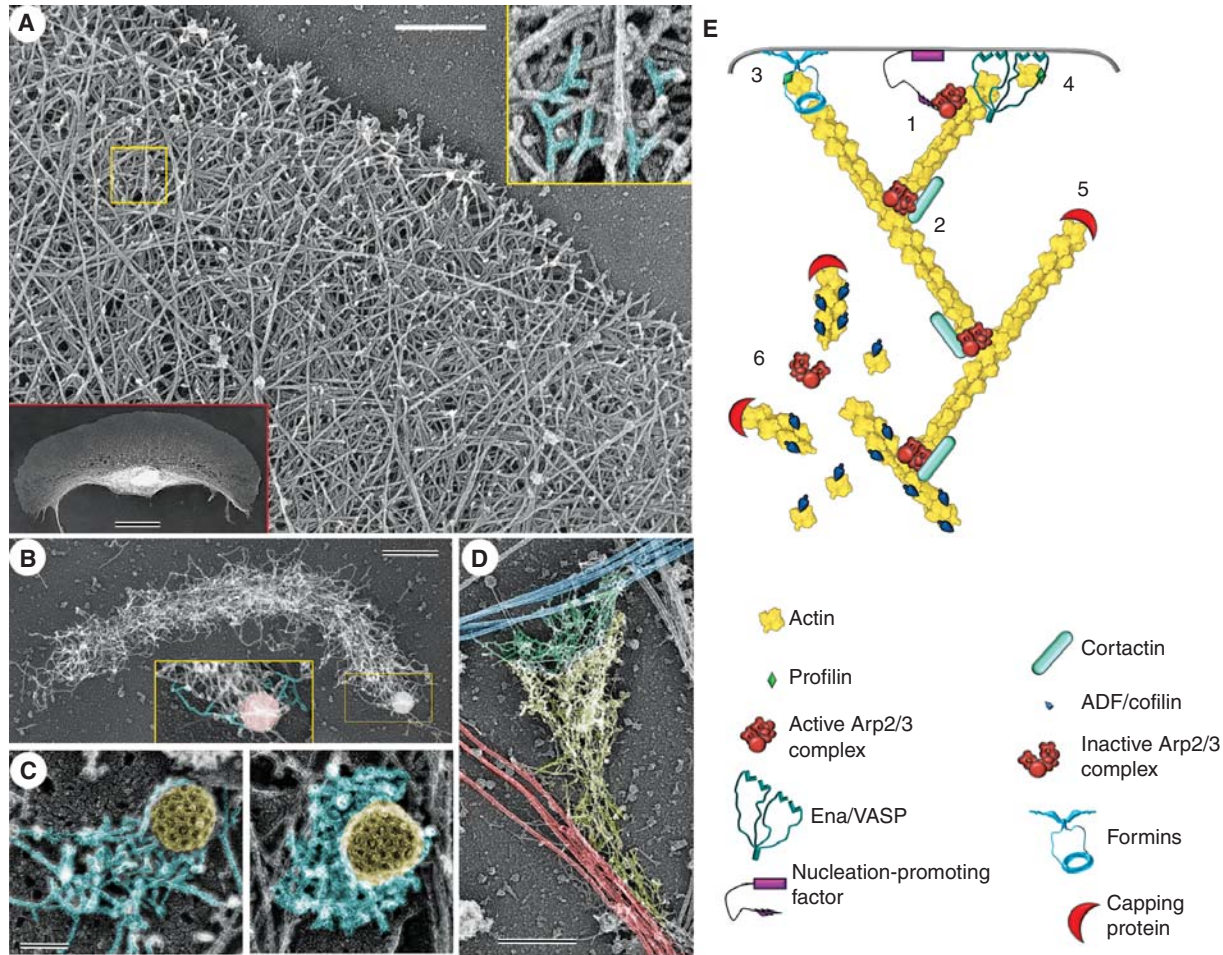 A
B
C
D
E
3
4
1
5
2
6
Actin
Profilin
Active Arp2/3
complex
Ena/VASP
Nucleation-promoting
factor
Cortactin
ADF/cofilin
Inactive Arp2/3
complex
Formins
Capping
protein